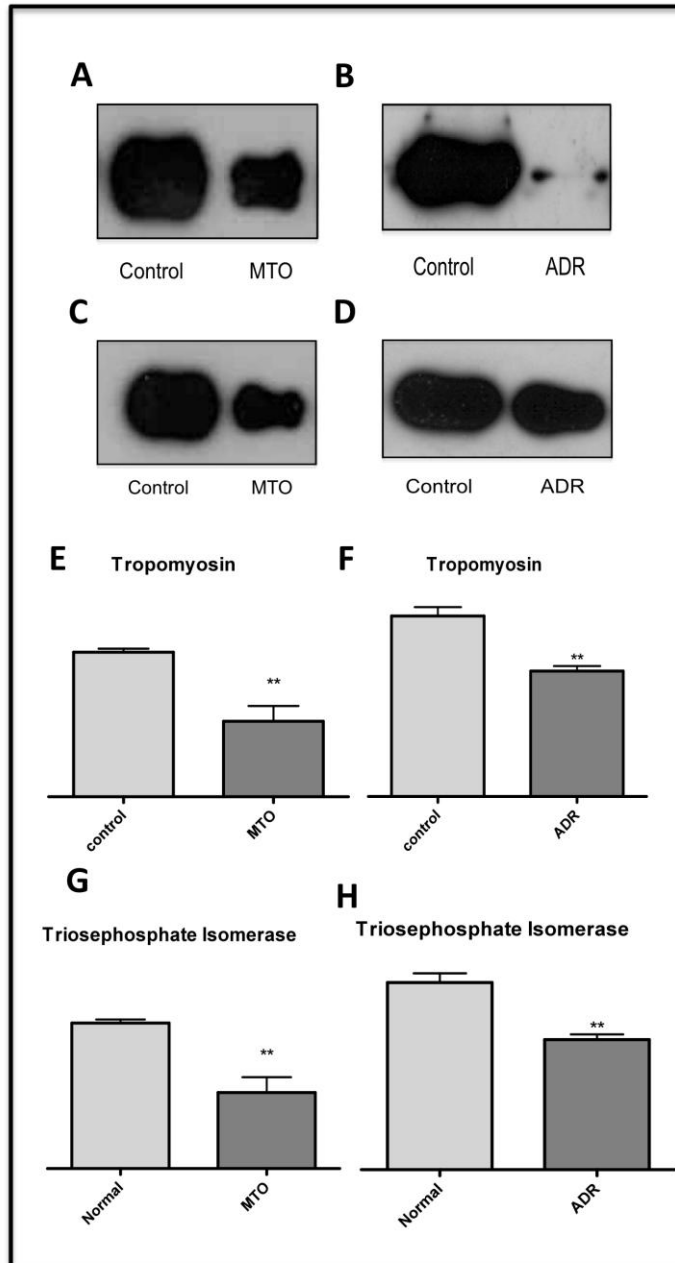 A
B
Control MTO
Control ADR
C
D
Control MTO
Control ADR
E
Tropomyosin
F
Tropomyosin
**
**
control
MTO
control
ADR
G
H
Triosephosphate Isomerase
Triosephosphate Isomerase
**
**
Normal
MTO
Normal
ADR